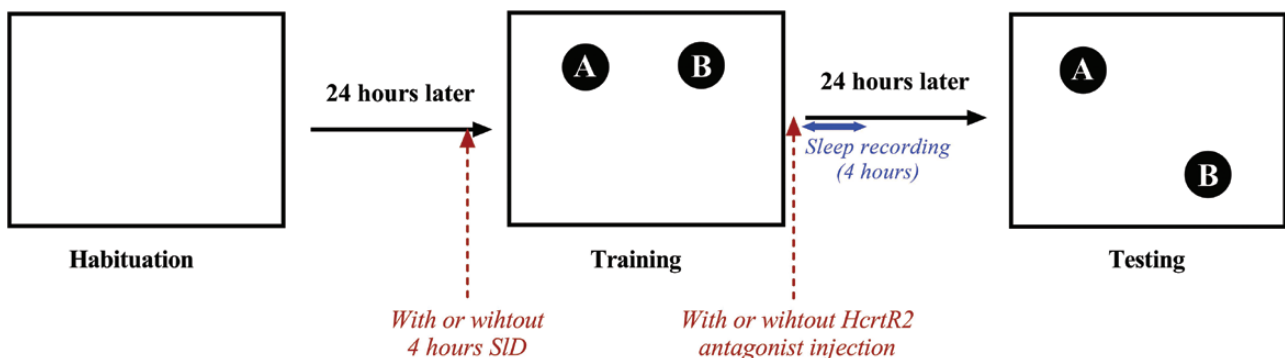 24 hours later
A B
24 hours later
A
Sleep recording
(4 hours)
B
Habituation
Training
Testing
With or wihtout
4 hours SlD
With or wihtout HcrtR2
antagonist injection